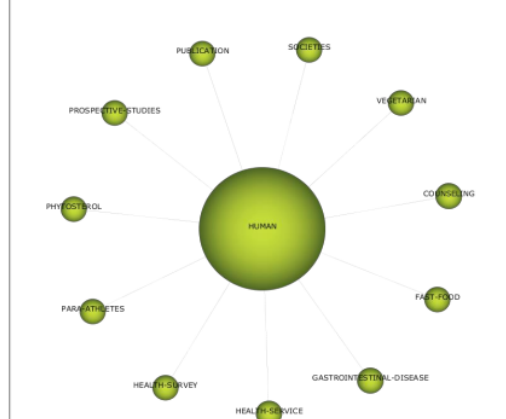 SOCIETIES
PUBLICATION
VEGETARIAN
PROSPECTIVE-STUDIES
COUNSELING
PHYTOSTEROL
HUMAN
FAST-FOOD
PARA-ATHLETES
GASTROINTESTINAL-DISEASE
HEALTH-SURVEY
HEALTH-SERVICE